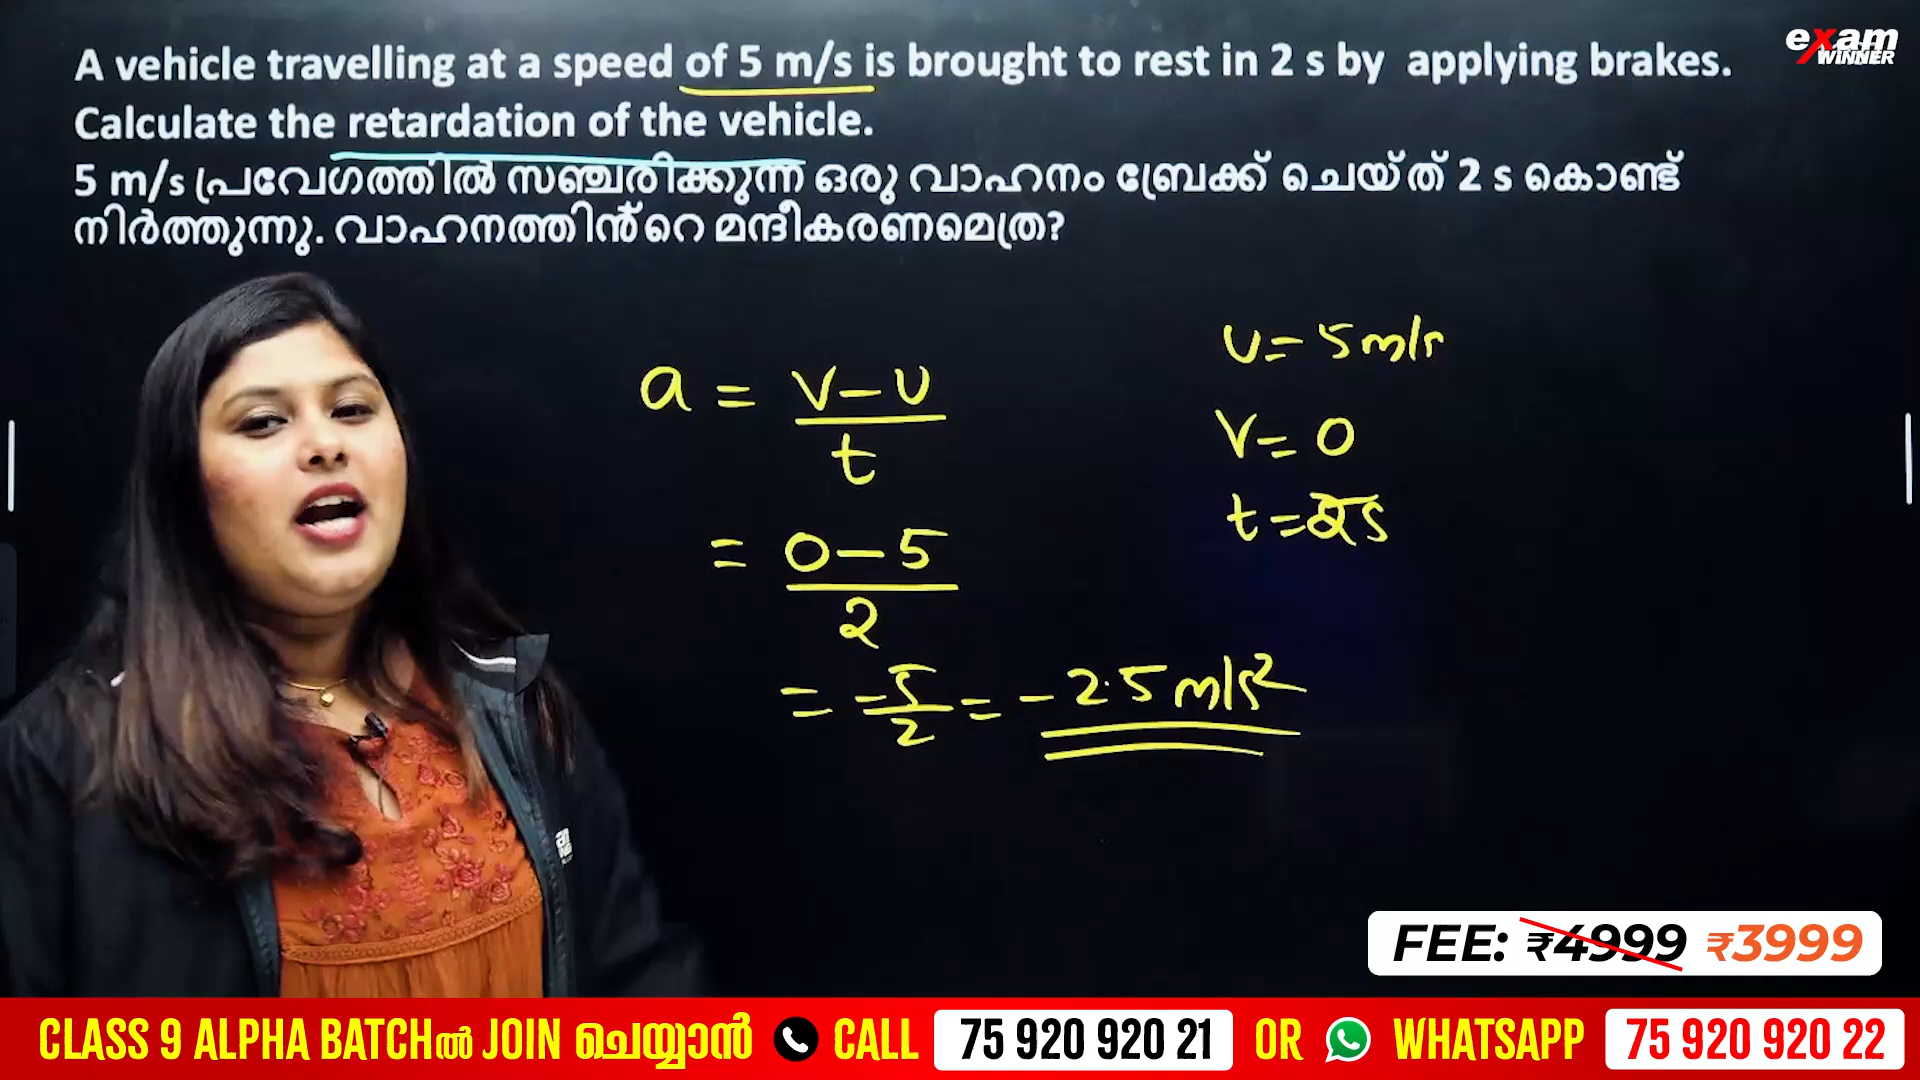 A vehicle travelling at a speed of 5 m/s is brought to rest in 2 s by applying brakes.
Calculate the retardation of the vehicle.
5 m/s പ്രവേഗത്തിൽ സഞ്ചരിക്കുന്ന ഒരു വാഹനം ബ്രേക്ക് ചെയ്ത് 2 s കൊണ്ട്
നിർത്തുന്നു. വാഹനത്തിൻ്റെ മന്ദീകരണമെത്ര?
exam
WINNER
a = v-u/t
= 0-5/2
= -5/2 = -2.5 m/s²
u = 5 m/s
v = 0
t = 2s
FEE: ₹4999 ₹3999
CLASS 9 ALPHA BATCHൽ JOIN ചെയ്യാൻ CALL 75 920 920 21 OR WHATSAPP 75 920 920 22